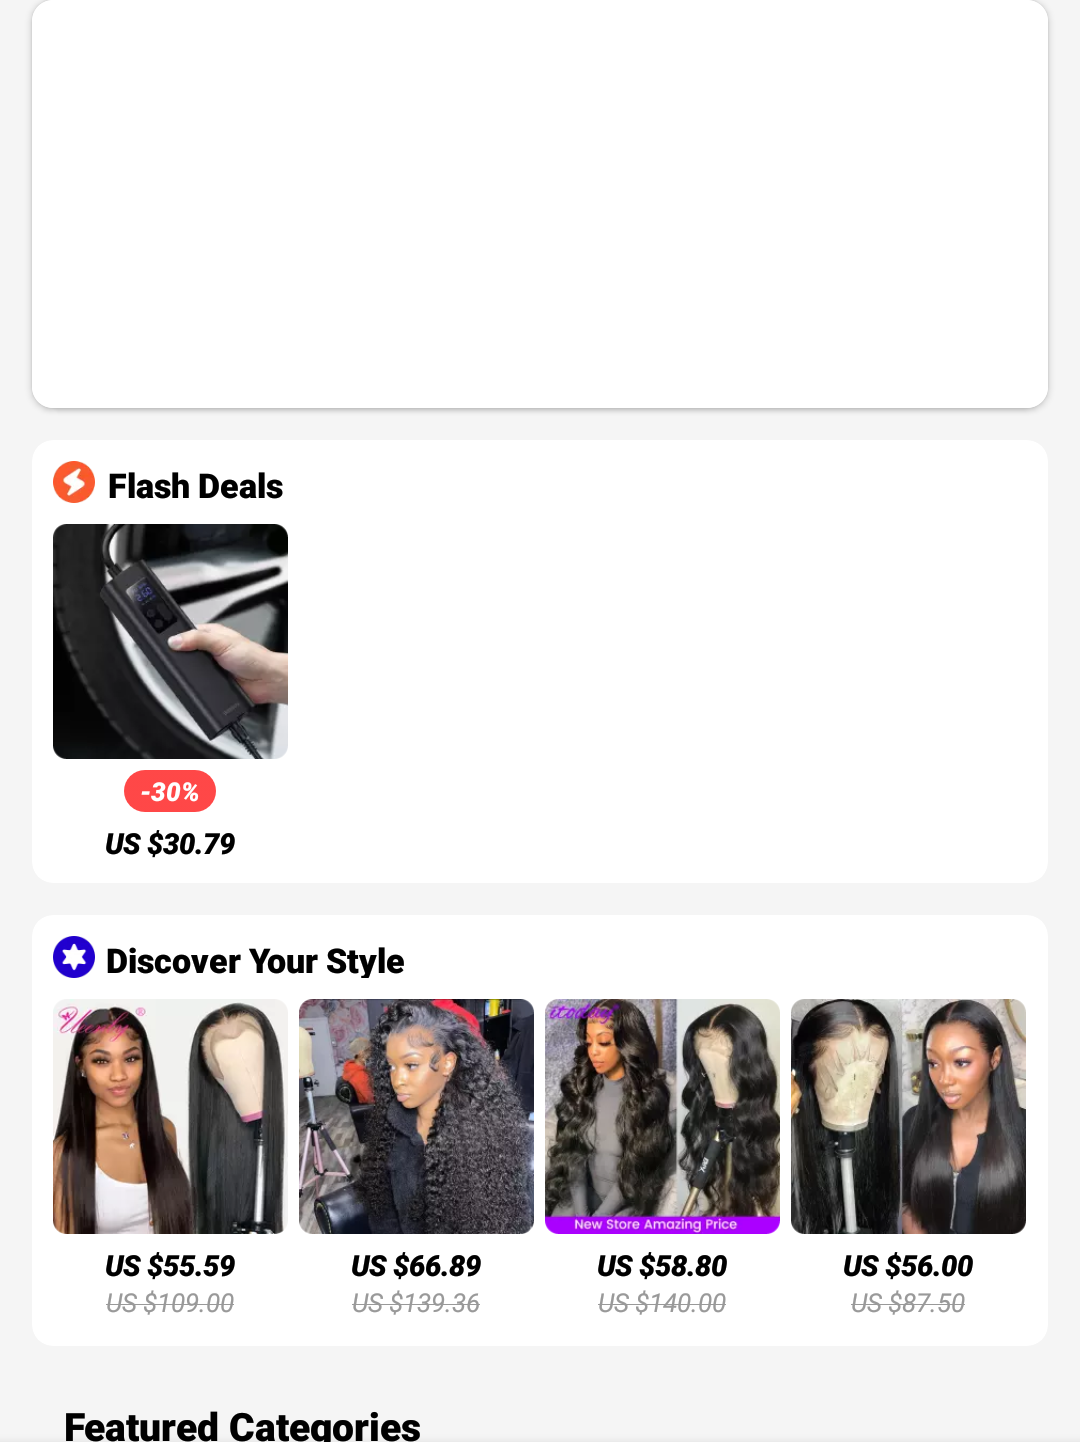 Flash Deals
260
-30%
US $30.79
Discover Your Style
New Store Amazing Price
US $55.59
US $66.89
US $58.80
US $56.00
US $109.00
US $139.36
US $140.00
US $87.50
Featured Categories